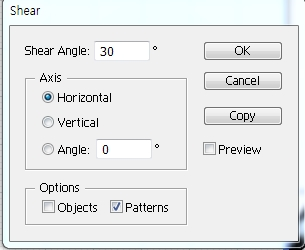 Shear
Shear Angle: 30 °
OK
Axis
Cancel
Horizontal
Vertical
Copy
Angle: 0 °
Preview
Options
Objects Patterns